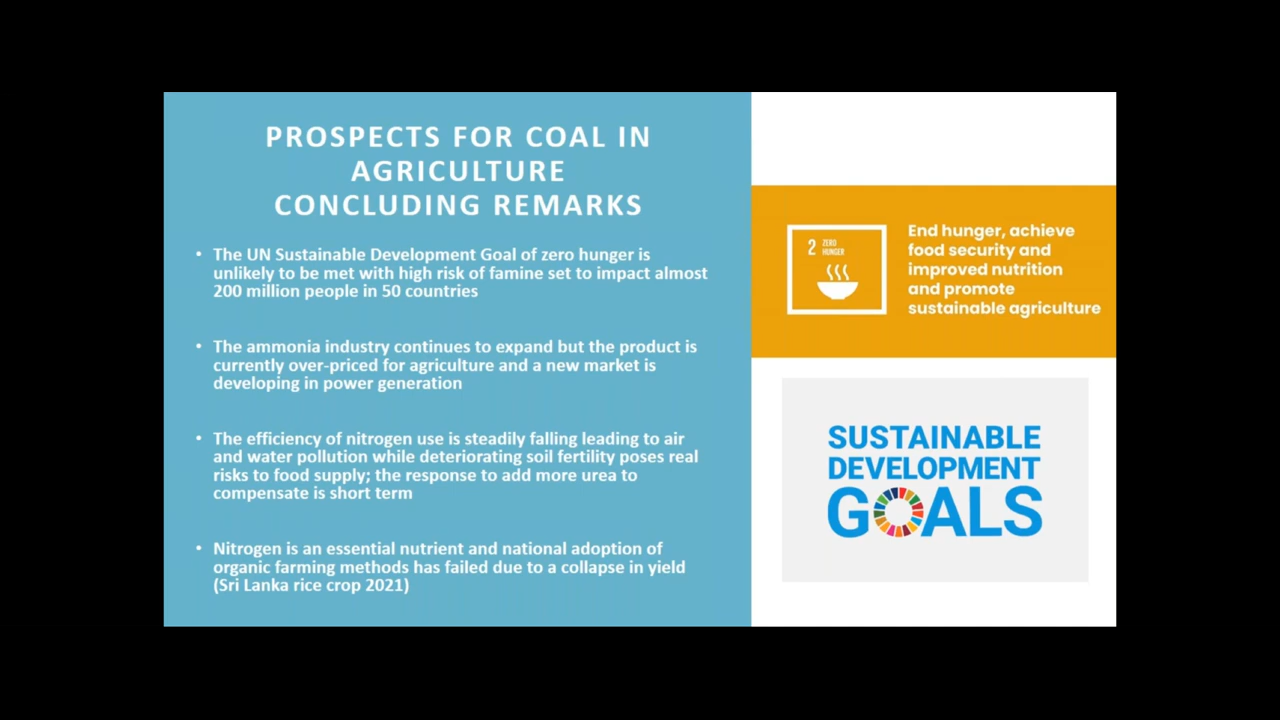 PROSPECTS FOR COAL IN
AGRICULTURE
CONCLUDING REMARKS
• The UN Sustainable Development Goal of zero hunger is
unlikely to be met with high risk of famine set to impact almost
200 million people in 50 countries
• The ammonia industry continues to expand but the product is
currently over-priced for agriculture and a new market is
developing in power generation
• The efficiency of nitrogen use is steadily falling leading to air
and water pollution while deteriorating soil fertility poses real
risks to food supply; the response to add more urea to
compensate is short term
• Nitrogen is an essential nutrient and national adoption of
organic farming methods has failed due to a collapse in yield
(Sri Lanka rice crop 2021)
2 ZERO
HUNGER
End hunger, achieve
food security and
improved nutrition
and promote
sustainable agriculture
SUSTAINABLE
DEVELOPMENT
GOALS